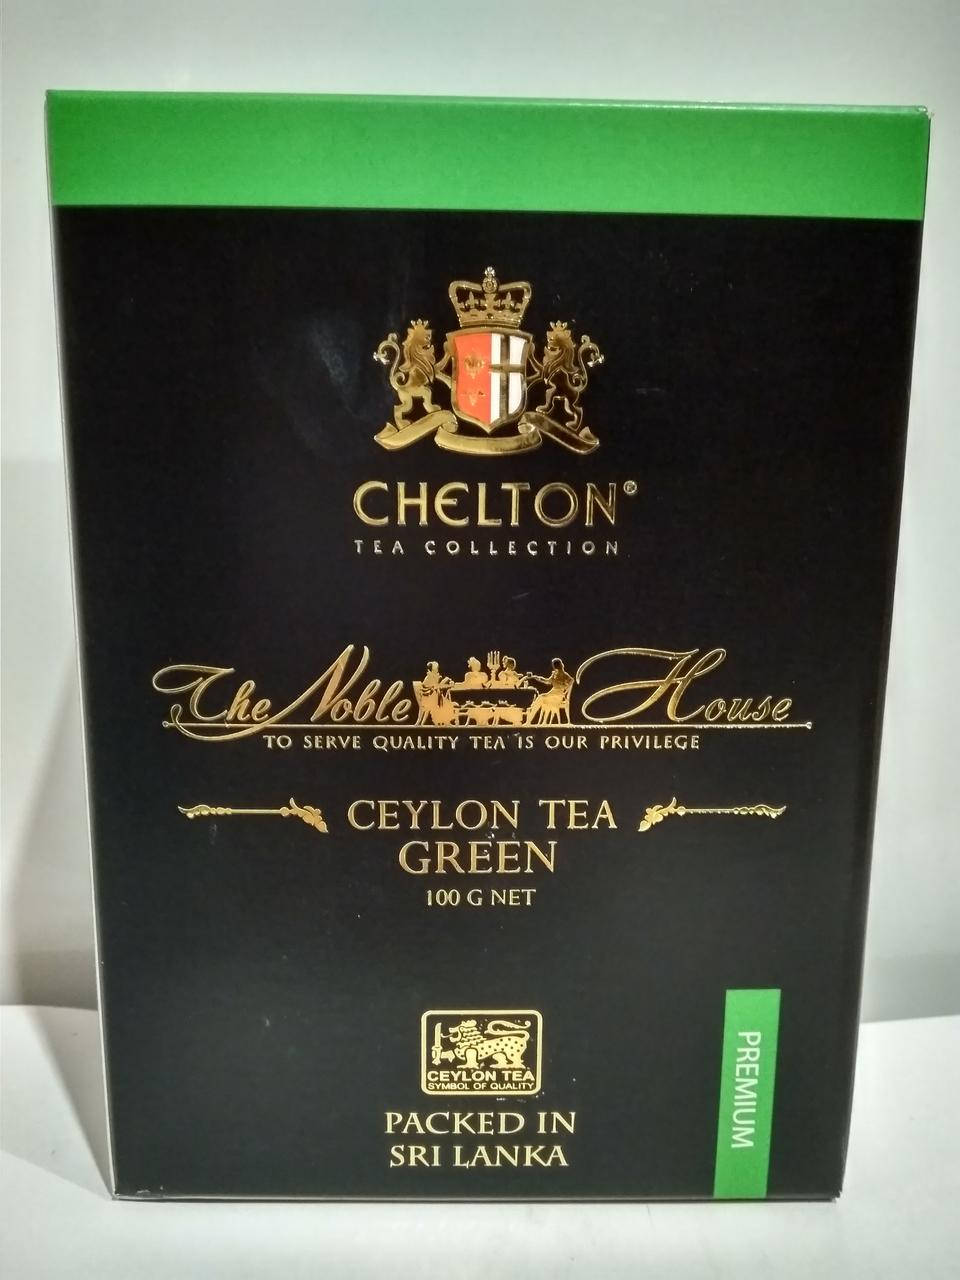 CHELTON®
TEA COLLECTION
The Noble House
TO SERVE QUALITY TEA IS OUR PRIVILEGE
CEYLON TEA
GREEN
100 G NET
CEYLON TEA
SYMBOL OF QUALITY
PACKED IN
SRI LANKA
PREMIUM